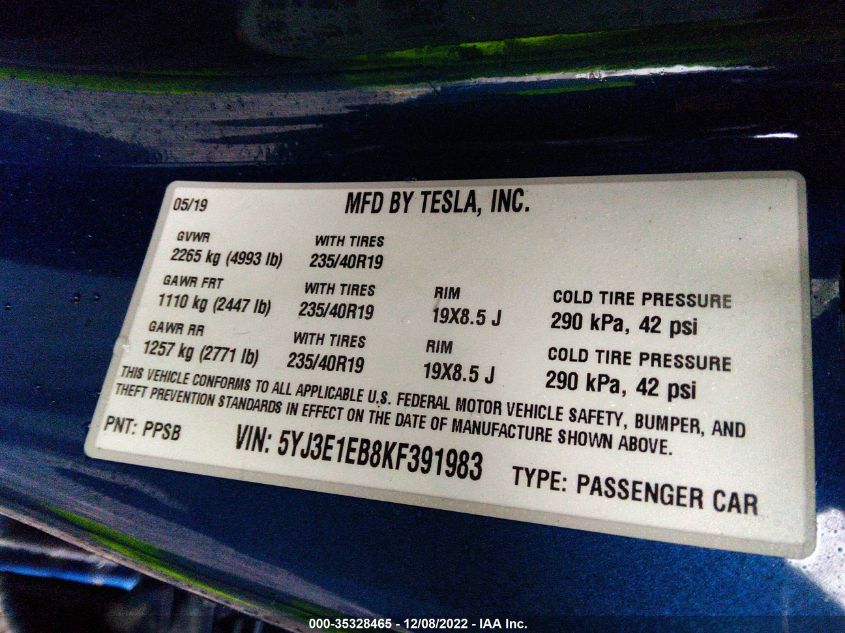 05/19 MFD BY TESLA, INC.
GVWR WITH TIRES
2265 kg (4993 lb) 235/40R19
GAWR FRT WITH TIRES RIM COLD TIRE PRESSURE
1110 kg (2447 lb) 235/40R19 19X8.5 J 290 kPa, 42 psi
GAWR RR WITH TIRES RIM COLD TIRE PRESSURE
1257 kg (2771 lb) 235/40R19 19X8.5 J 290 kPa, 42 psi
THIS VEHICLE CONFORMS TO ALL APPLICABLE U.S. FEDERAL MOTOR VEHICLE SAFETY, BUMPER, AND
THEFT PREVENTION STANDARDS IN EFFECT ON THE DATE OF MANUFACTURE SHOWN ABOVE.
PNT: PPSB VIN: 5YJ3E1EB8KF391983 TYPE: PASSENGER CAR
000-35328465 - 12/08/2022 - IAA Inc.